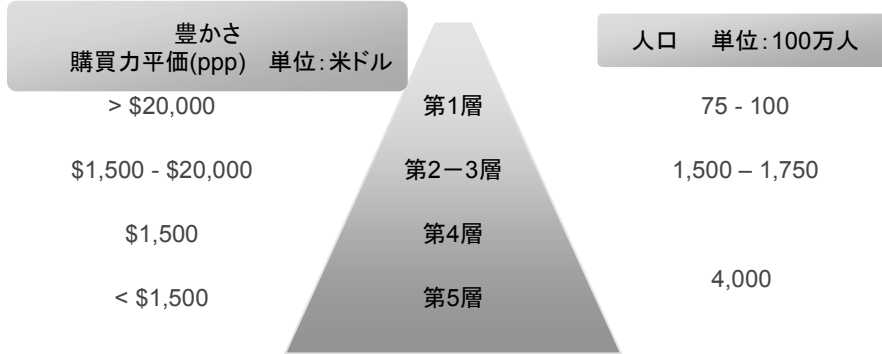 豊かさ
購買力平価(ppp) 単位:米ドル
人口 単位:100万人
> $20,000 第1層 75 - 100
$1,500 - $20,000 第2－3層 1,500 – 1,750
$1,500 第4層
4,000
< $1,500 第5層